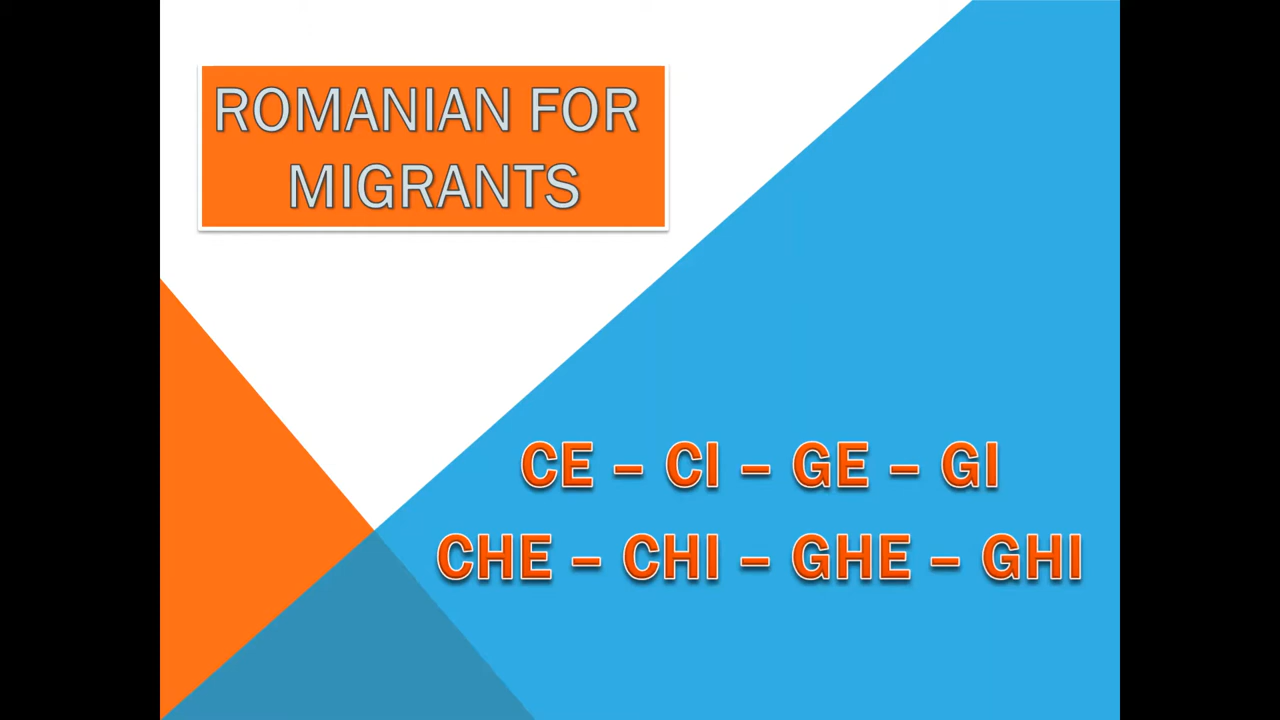 ROMANIAN FOR
MIGRANTS
CE – CI – GE – GI
CHE – CHI – GHE – GHI